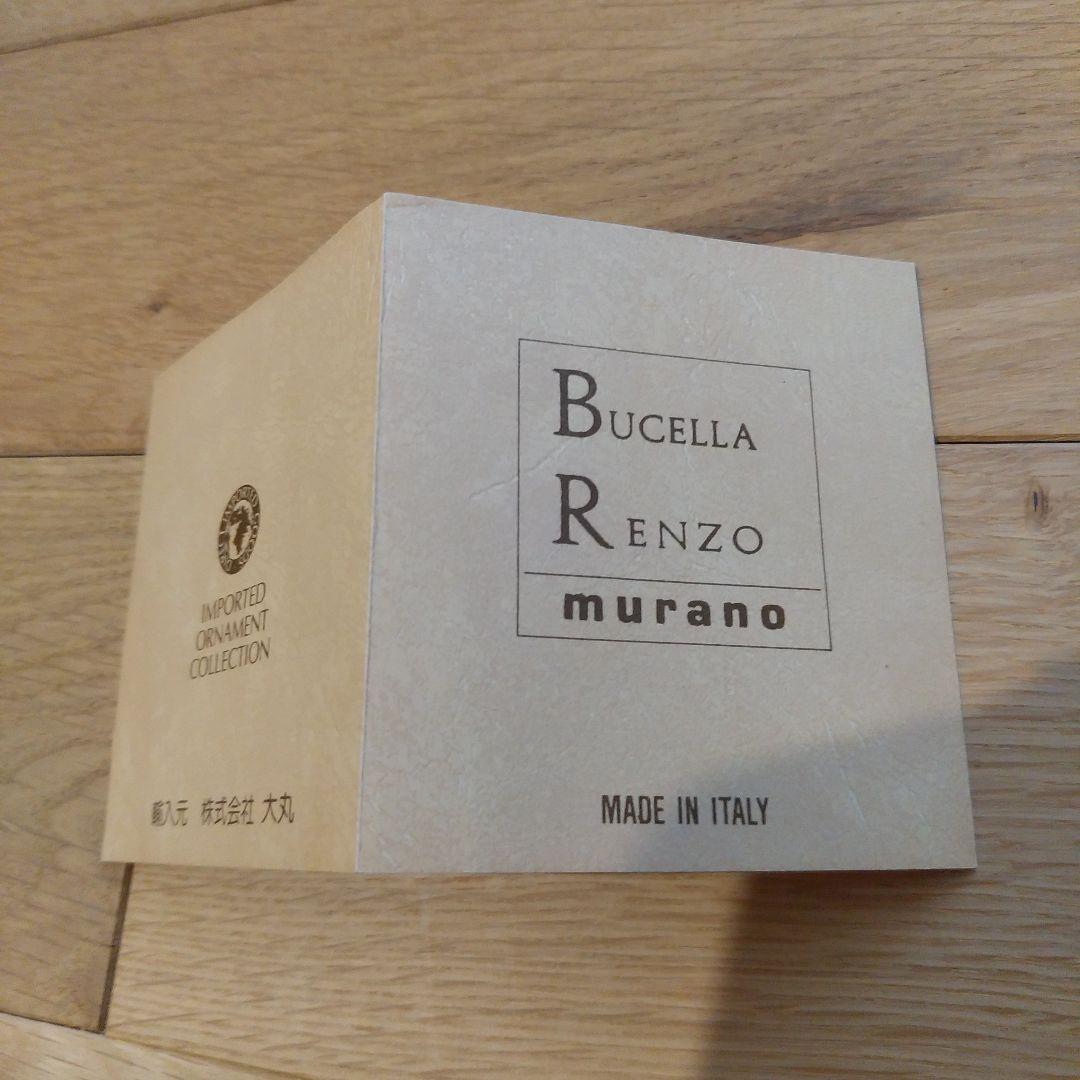 IMPORTED
ORNAMENT
COLLECTION
輸入元 株式会社 大丸
BUCELLA
RENZO
murano
MADE IN ITALY